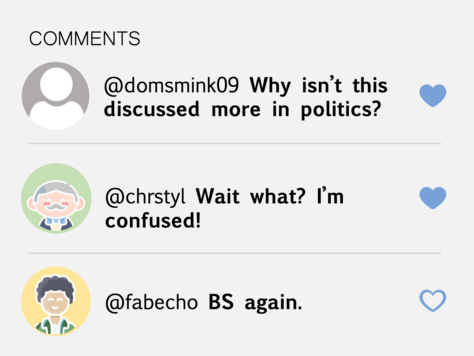 COMMENTS
@domsmink09 Why isn't this
discussed more in politics?
@chrstyl Wait what? I'm
confused!
@fabecho BS again.